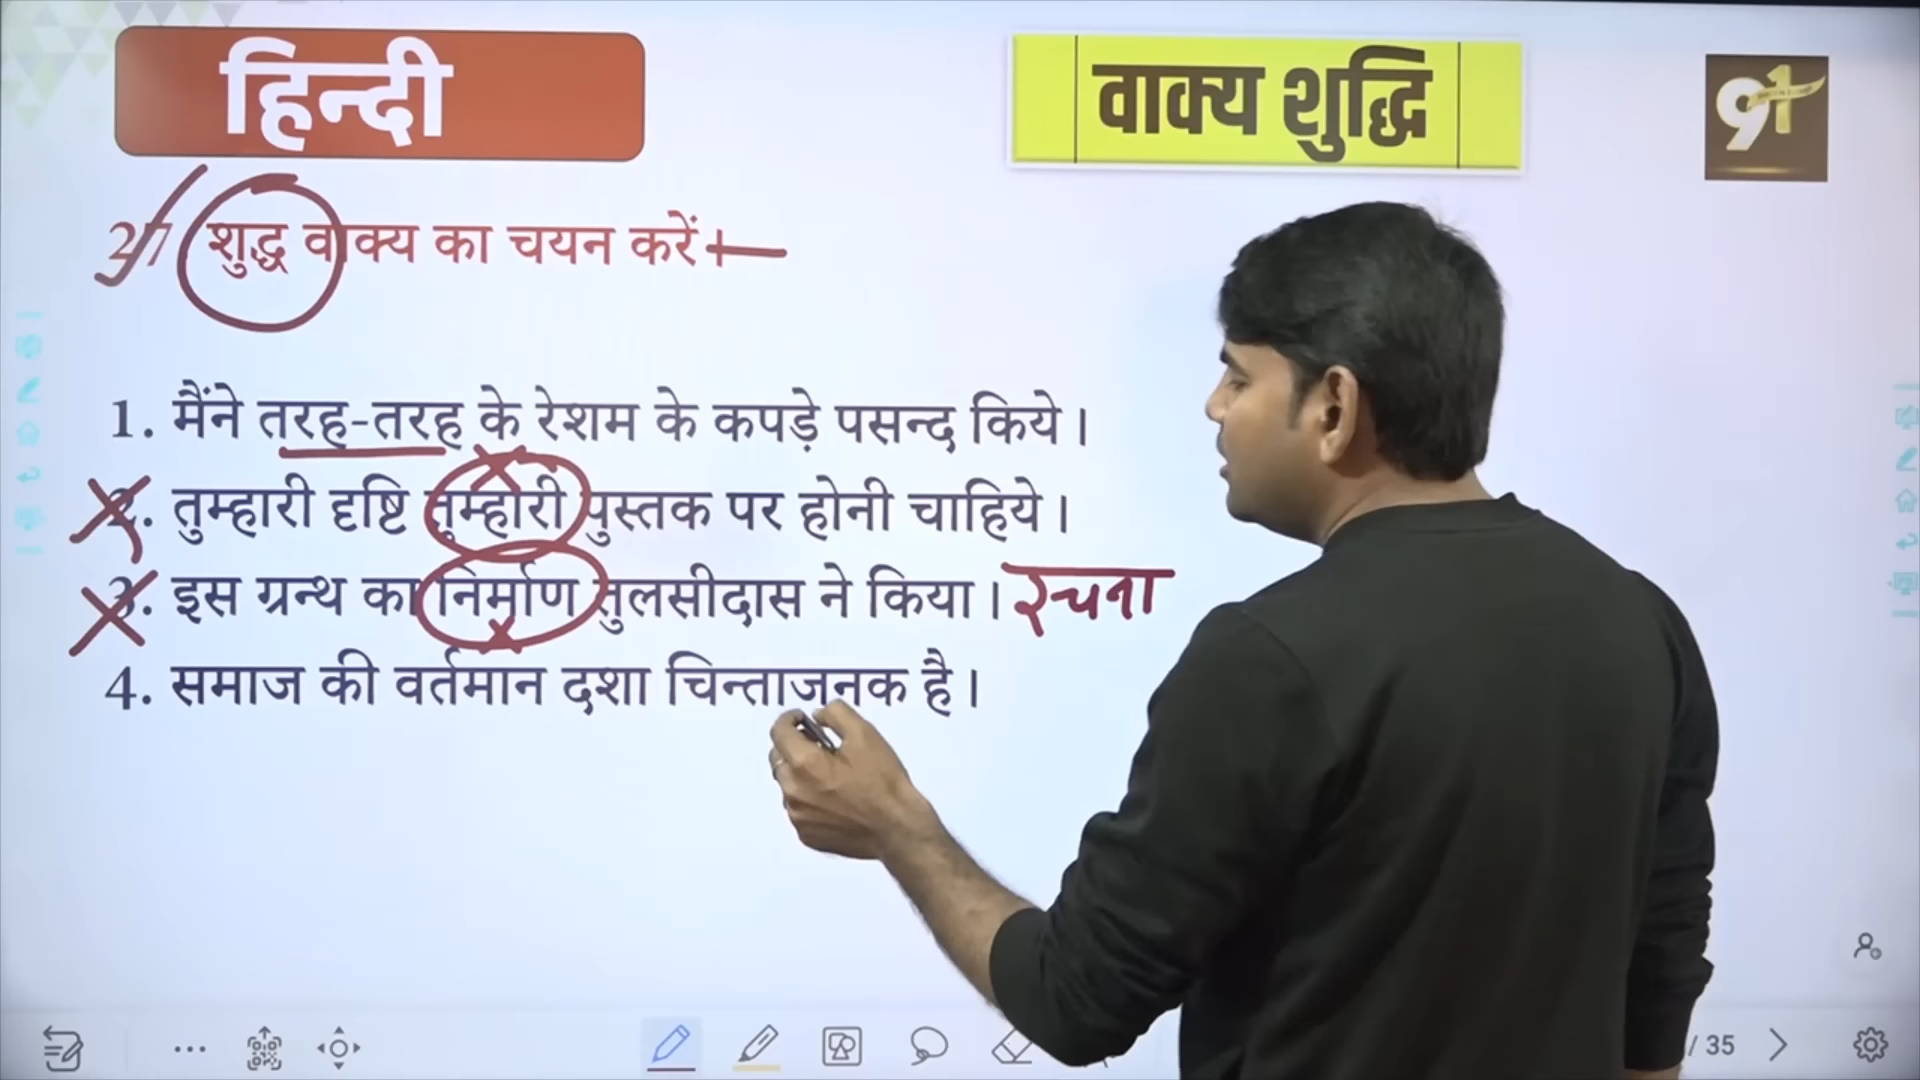 हिन्दी
वाक्य शुद्धि
91
शुद्ध वाक्य का चयन करें
1. मैंने तरह-तरह के रेशम के कपड़े पसन्द किये।
2. तुम्हारी दृष्टि तुम्हारी पुस्तक पर होनी चाहिये।
3. इस ग्रन्थ का निर्माण तुलसीदास ने किया। रचना
4. समाज की वर्तमान दशा चिन्ताजनक है।
/ 35